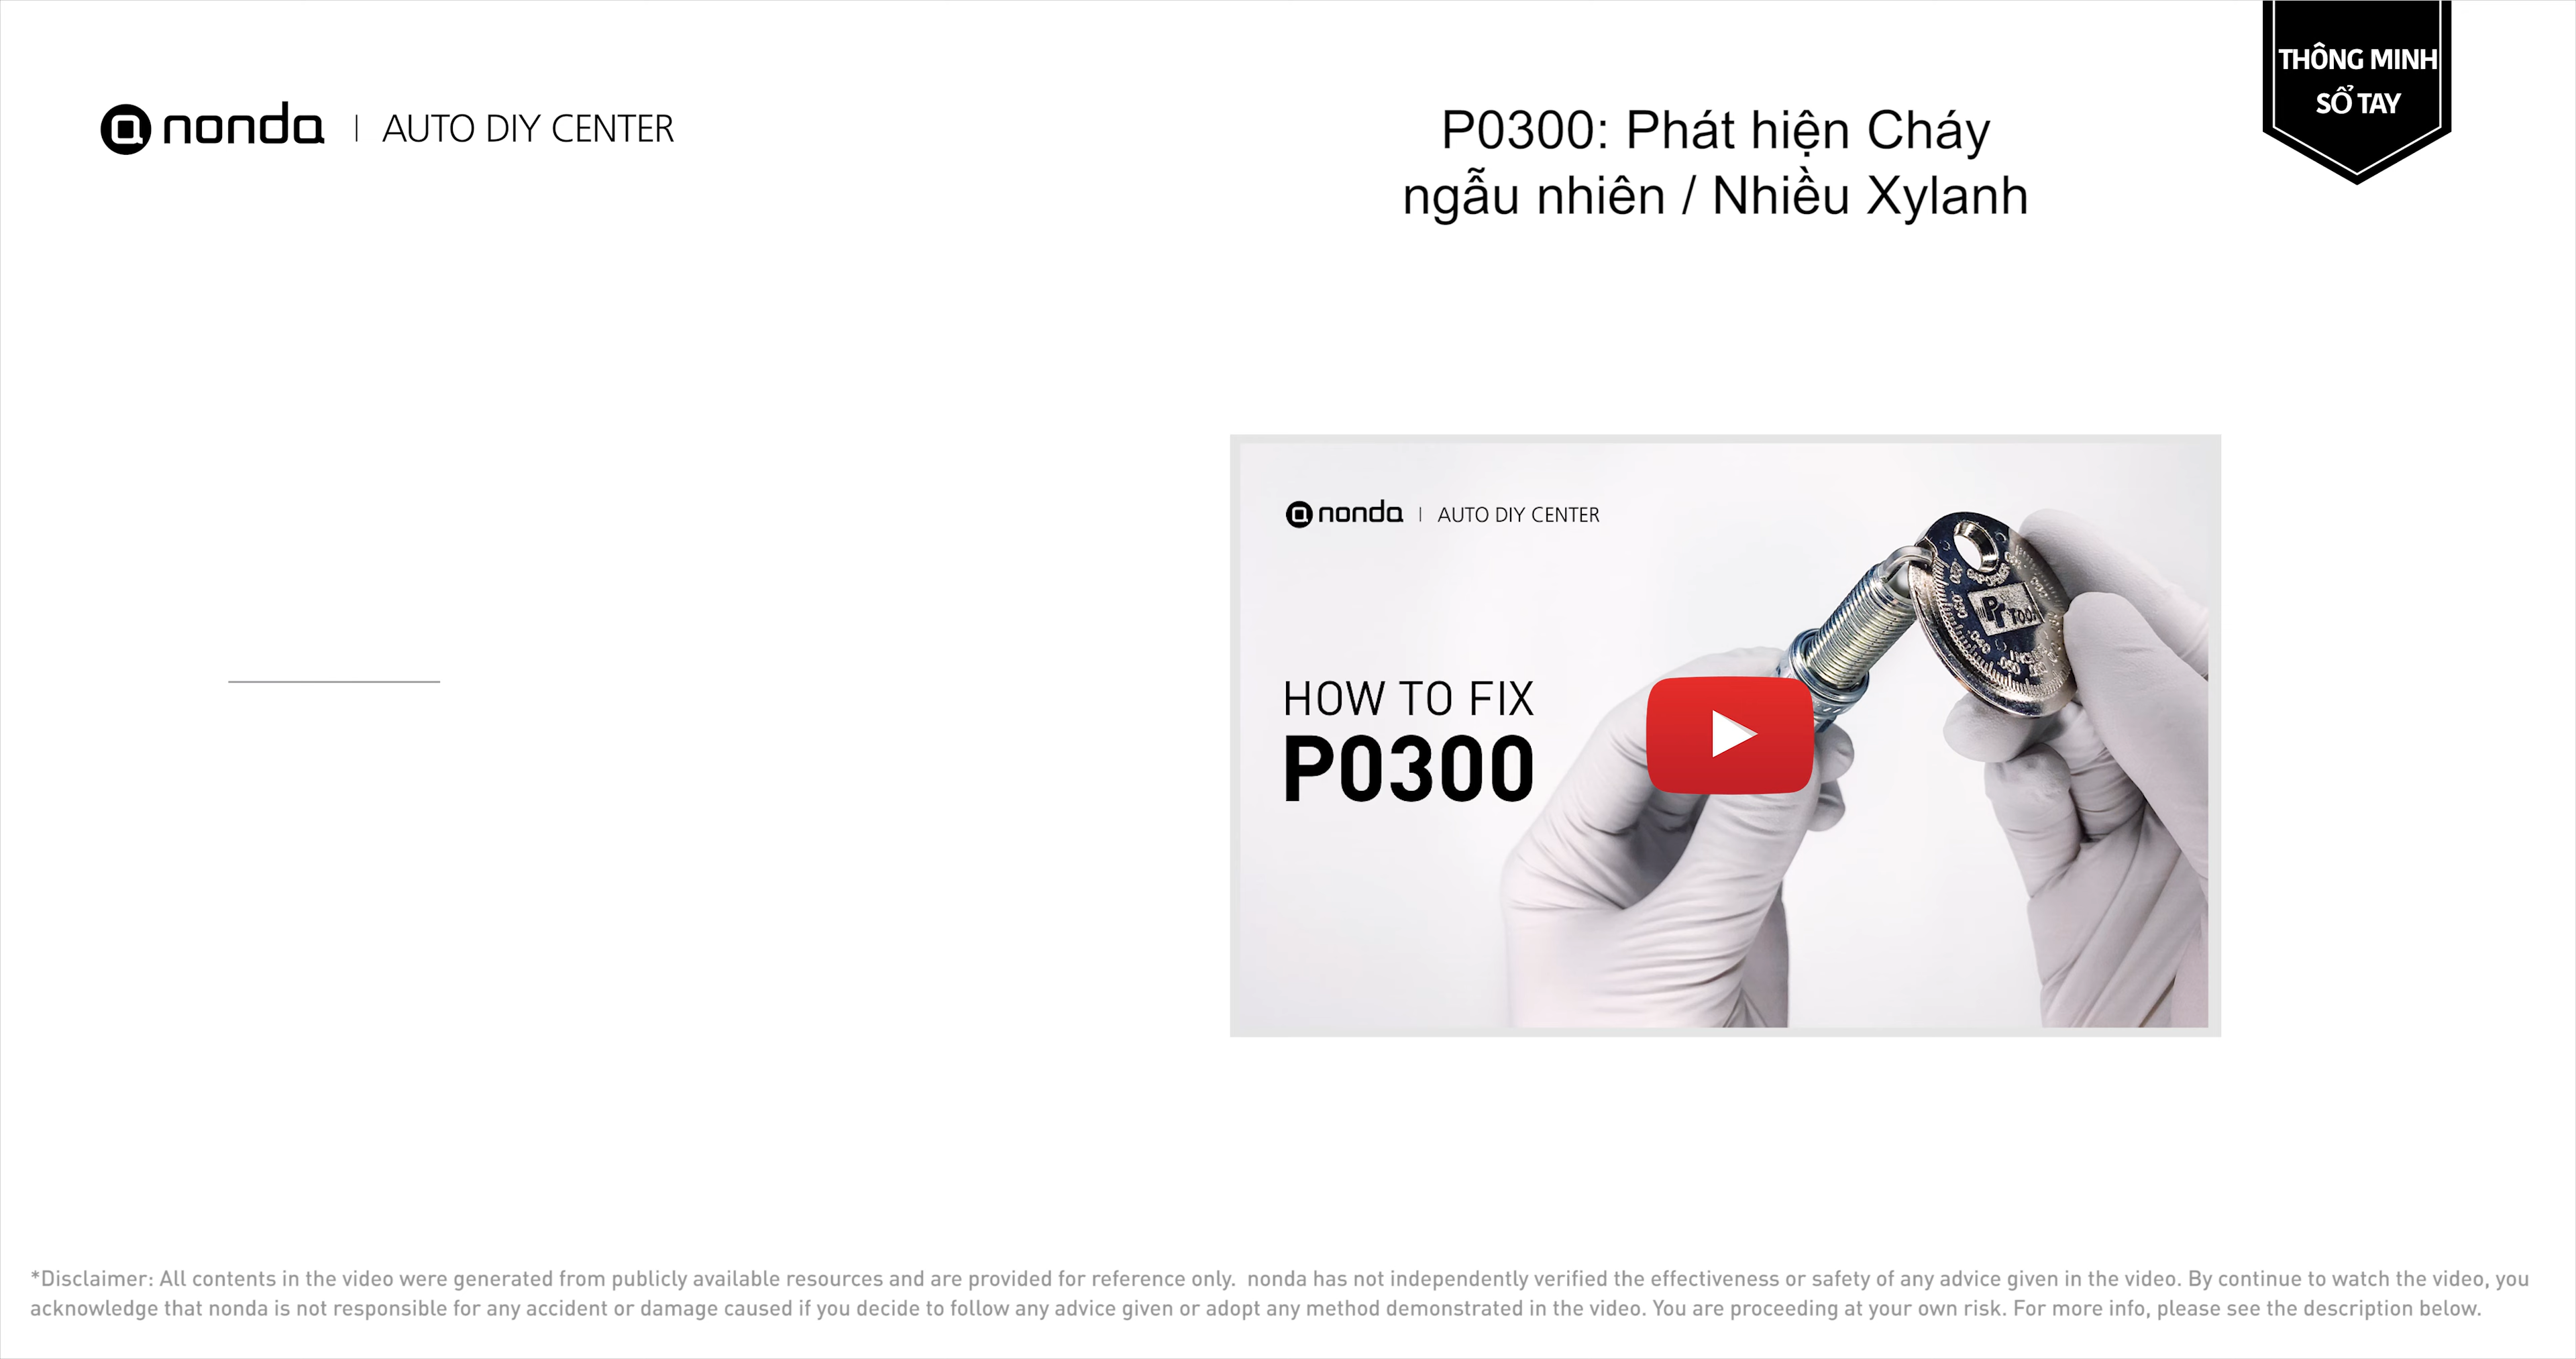 nonda | AUTO DIY CENTER
P0300: Phát hiện Cháy
ngẫu nhiên / Nhiều Xylanh
THÔNG MINH
SỔ TAY
nonda | AUTO DIY CENTER
HOW TO FIX
P0300
*Disclaimer: All contents in the video were generated from publicly available resources and are provided for reference only. nonda has not independently verified the effectiveness or safety of any advice given in the video. By continue to watch the video, you
acknowledge that nonda is not responsible for any accident or damage caused if you decide to follow any advice given or adopt any method demonstrated in the video. You are proceeding at your own risk. For more info, please see the description below.